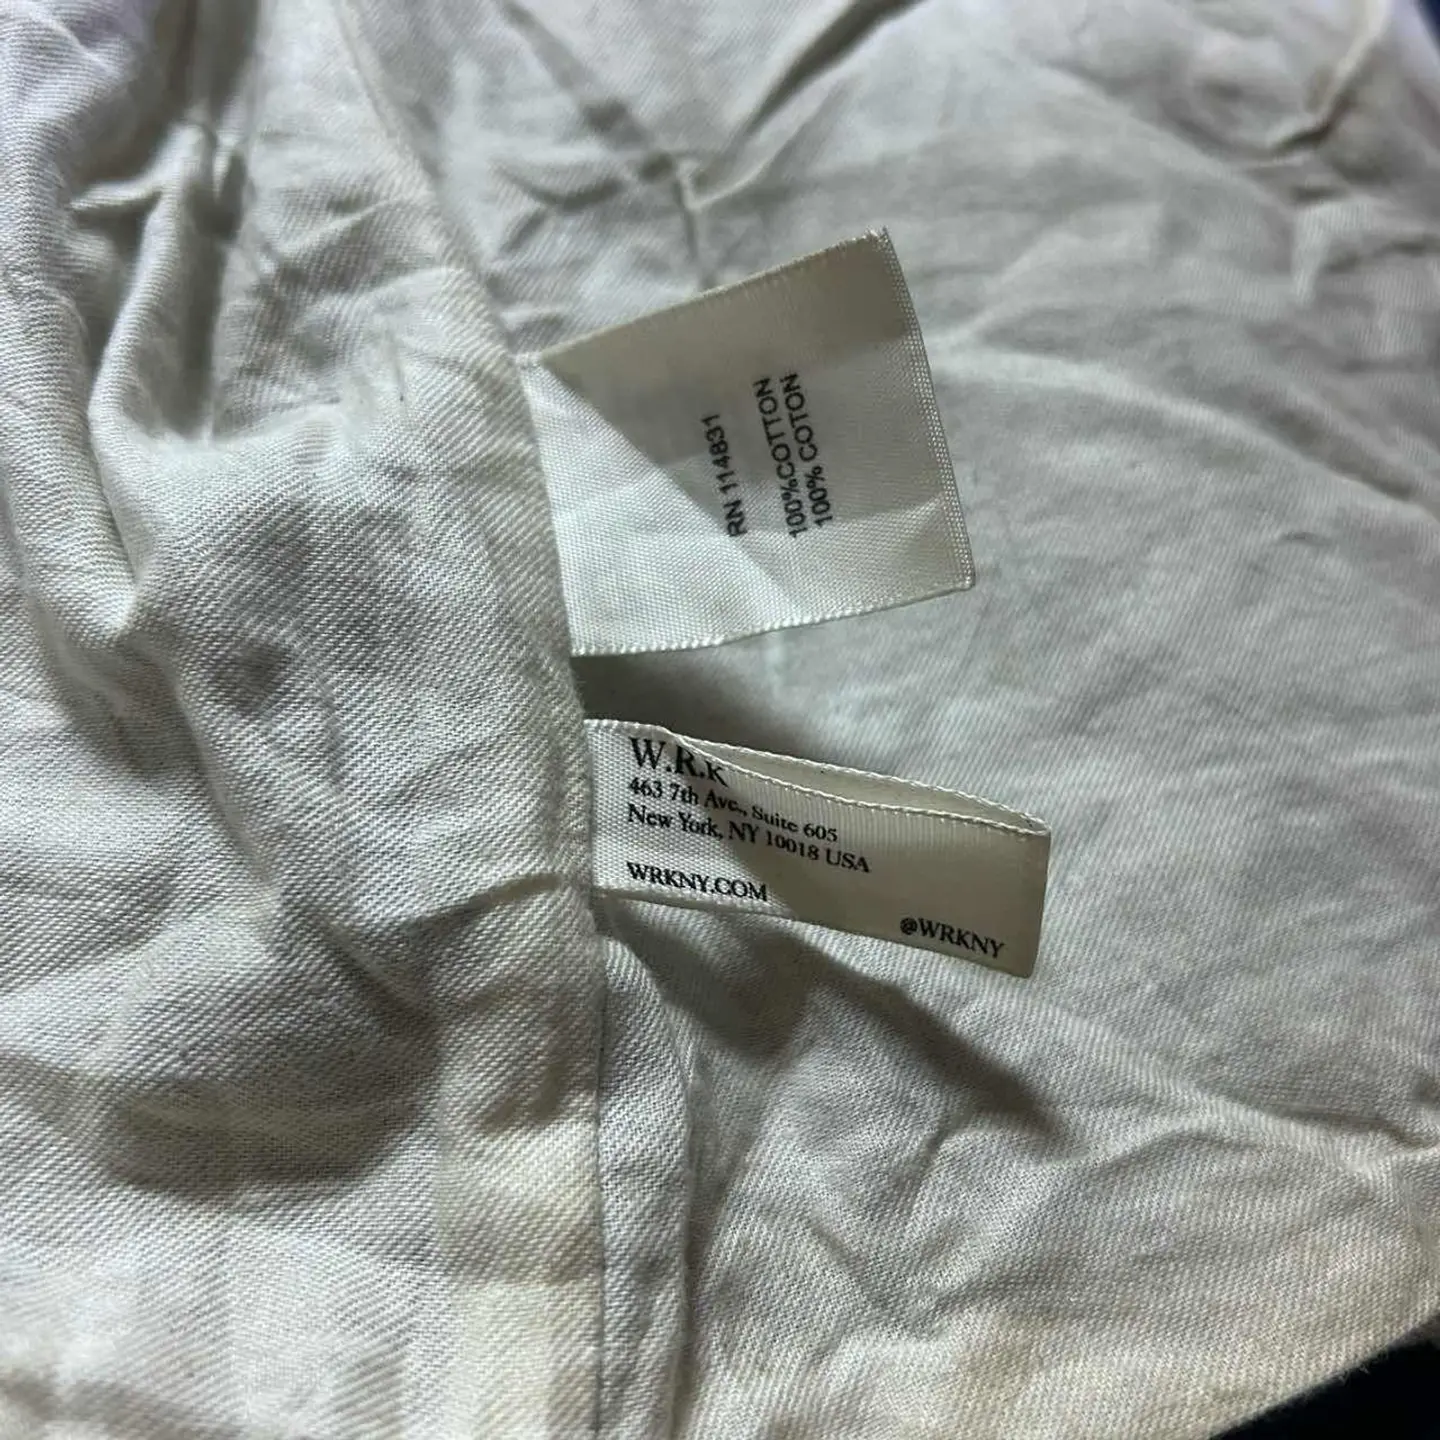 RN 114831
100%COTTON
100% COTON
W.R.K
463 7th Ave., Suite 605
New York, NY 10018 USA
WRKNY.COM
@WRKNY